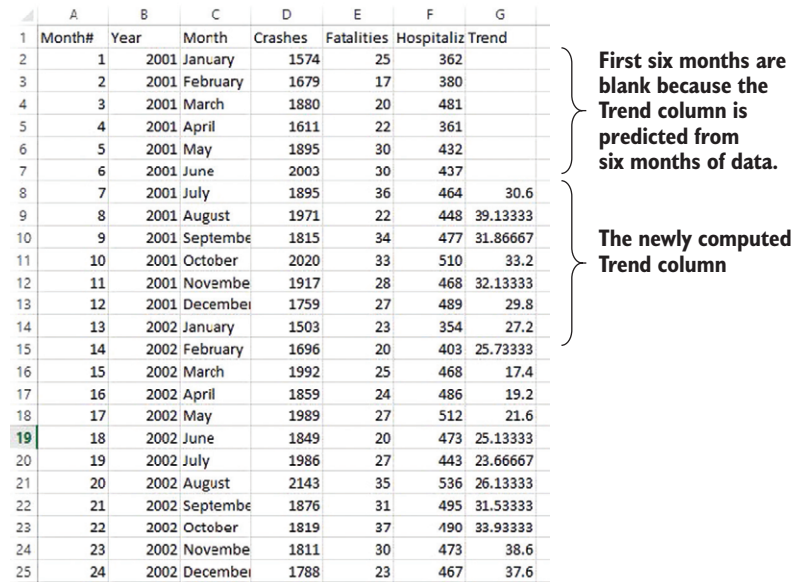 A B C D E F G
1 Month# Year Month Crashes Fatalities Hospitaliz Trend
2 1 2001 January 1574 25 362
3 2 2001 February 1679 17 380
4 3 2001 March 1880 20 481
5 4 2001 April 1611 22 361
6 5 2001 May 1895 30 432
7 6 2001 June 2003 30 437
8 7 2001 July 1895 36 464 30.6
9 8 2001 August 1971 22 448 39.13333
10 9 2001 Septembe 1815 34 477 31.86667
11 10 2001 October 2020 33 510 33.2
12 11 2001 Novembe 1917 28 468 32.13333
13 12 2001 December 1759 27 489 29.8
14 13 2002 January 1503 23 354 27.2
15 14 2002 February 1696 20 403 25.73333
16 15 2002 March 1992 25 468 17.4
17 16 2002 April 1859 24 486 19.2
18 17 2002 May 1989 27 512 21.6
19 18 2002 June 1849 20 473 25.13333
20 19 2002 July 1986 27 443 23.66667
21 20 2002 August 2143 35 536 26.13333
22 21 2002 Septembe 1876 31 495 31.53333
23 22 2002 October 1819 37 490 33.93333
24 23 2002 Novembe 1811 30 473 38.6
25 24 2002 December 1788 23 467 37.6
First six months are
blank because the
Trend column is
predicted from
six months of data.
The newly computed
Trend column